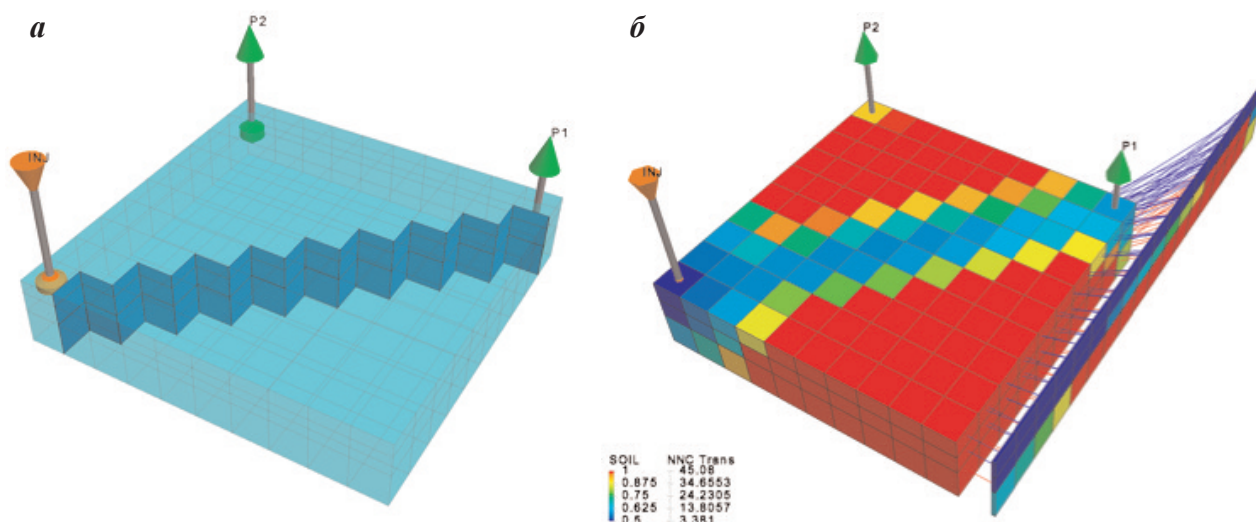 а
б
P2
P1
INJ
P2
P1
INJ
SOIL NNC Trans
1 45.08
0.875 34.6553
0.75 24.2305
0.625 13.8057
0.5 3.381